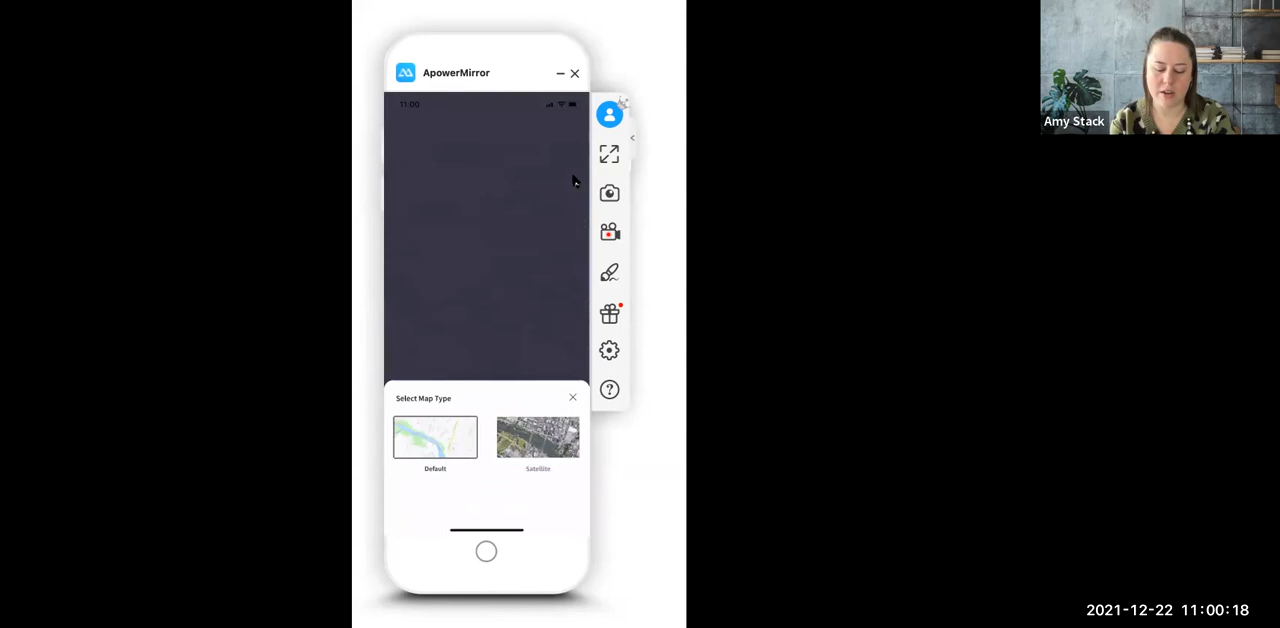 ApowerMirror
11:00
Select Map Type
Default
Satellite
Amy Stack
2021-12-22 11:00:18